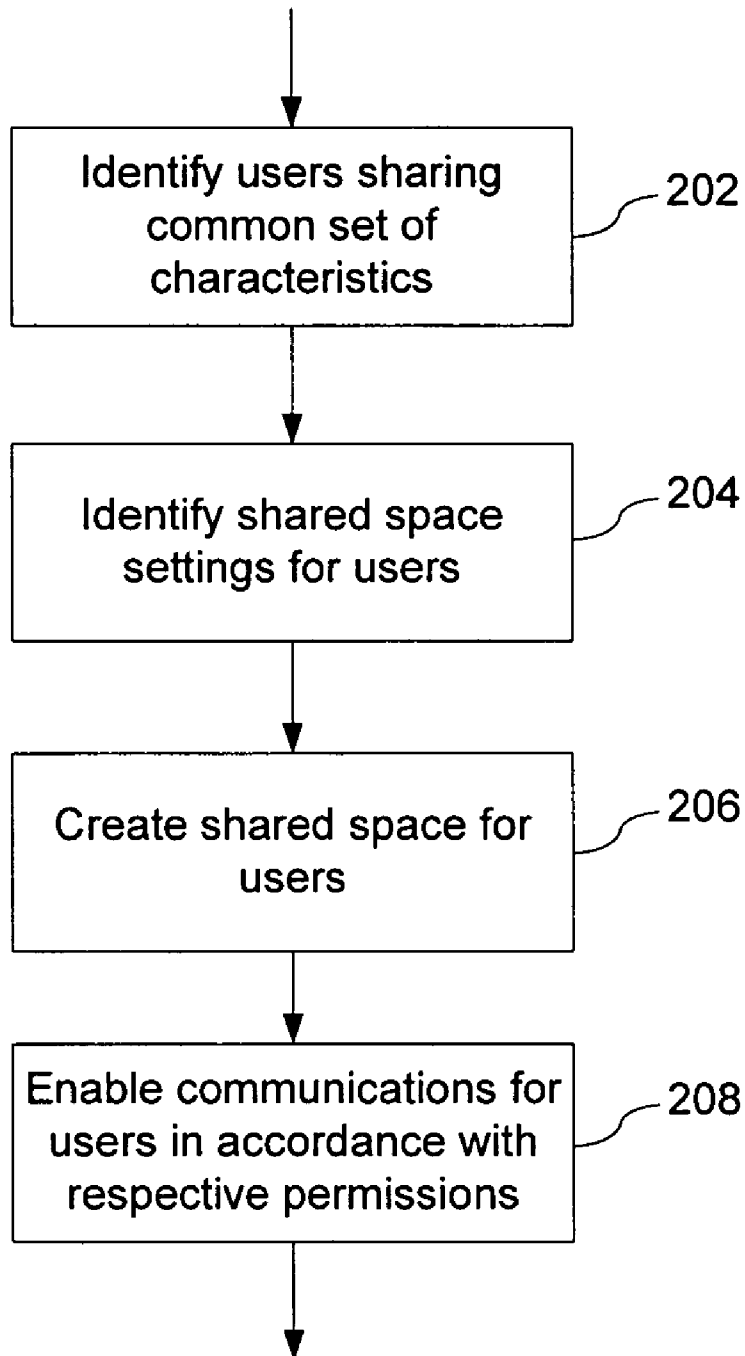 Identify users sharing
common set of
characteristics
202
Identify shared space
settings for users
204
Create shared space for
users
206
Enable communications for
users in accordance with
respective permissions
208